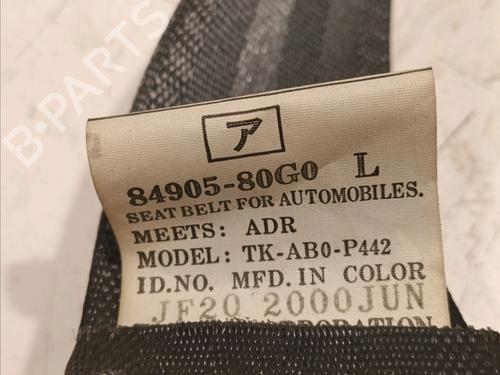 B-PARTS
ア
84905-80G0 L
SEAT BELT FOR AUTOMOBILES.
MEETS: ADR
MODEL: TK-AB0-P442
ID.NO. MFD.IN COLOR
JF20 2000JUN